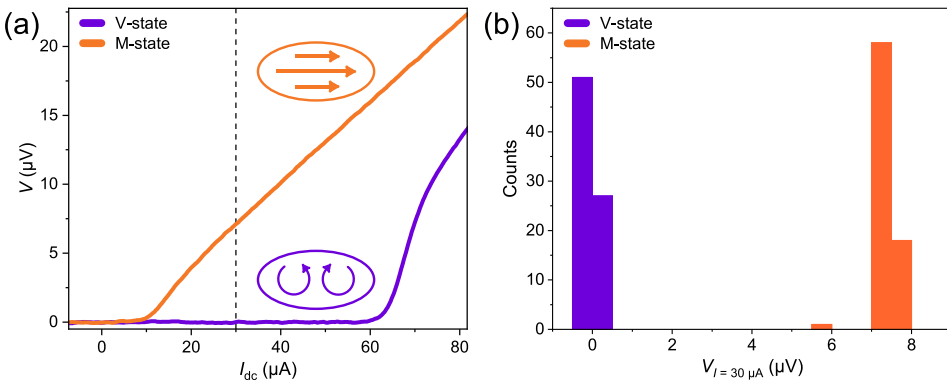 (a)
V-state
M-state
20
15
10
5
0
V (µV)
0
20
40
60
80
I_dc (µA)
(b)
V-state
M-state
60
50
40
30
20
10
0
Counts
0
2
4
6
8
V_I = 30 µA (µV)